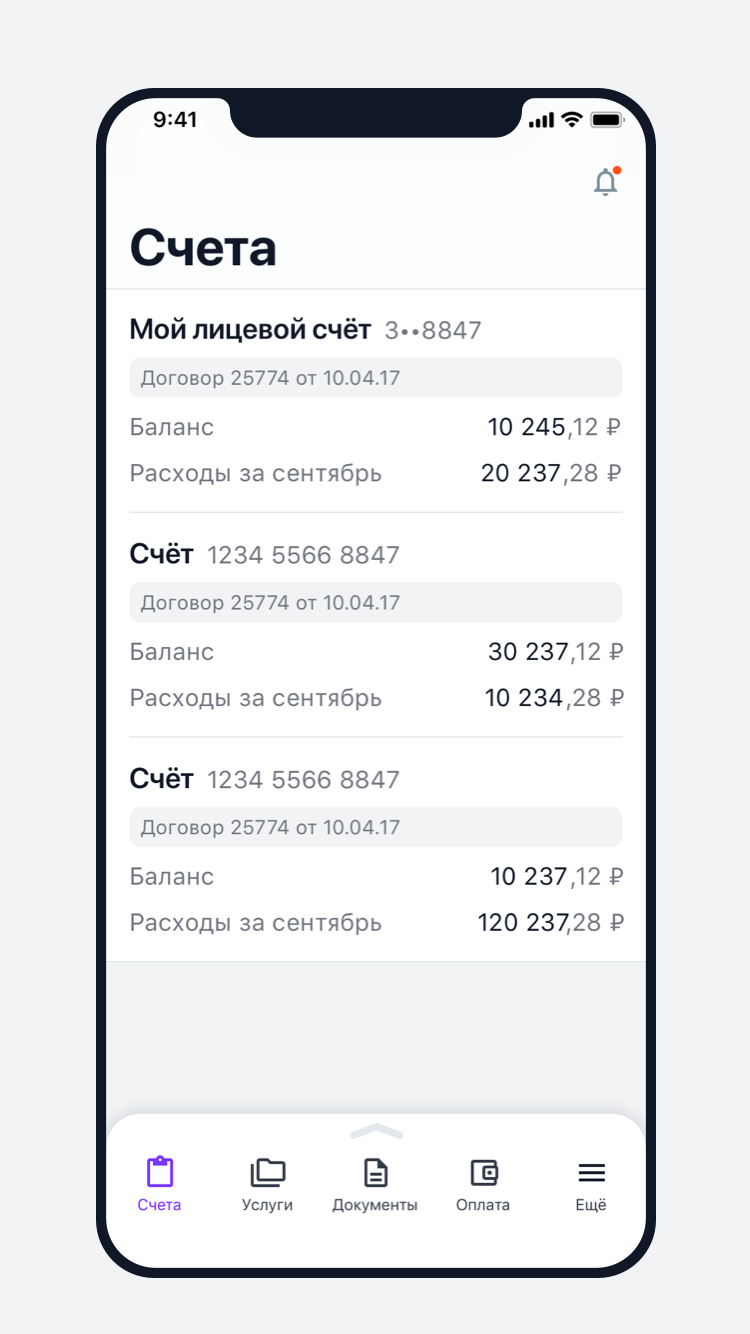 9:41
Счета
Мой лицевой счёт 3••8847
Договор 25774 от 10.04.17
Баланс 10 245,12 ₽
Расходы за сентябрь 20 237,28 ₽
Счёт 1234 5566 8847
Договор 25774 от 10.04.17
Баланс 30 237,12 ₽
Расходы за сентябрь 10 234,28 ₽
Счёт 1234 5566 8847
Договор 25774 от 10.04.17
Баланс 10 237,12 ₽
Расходы за сентябрь 120 237,28 ₽
Счета Услуги Документы Оплата Ещё